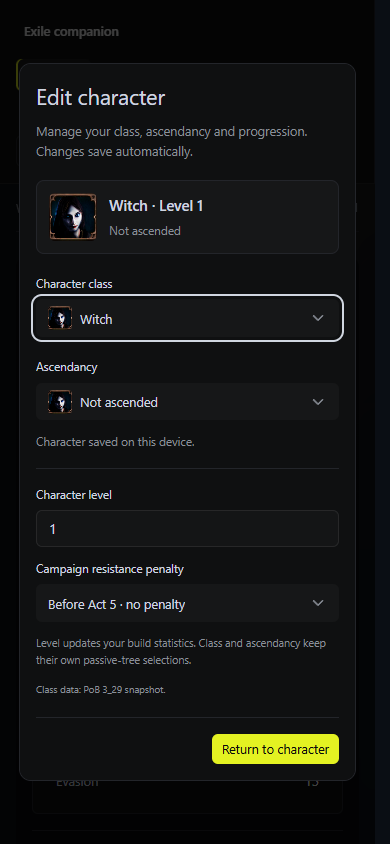 Exile companion
Edit character
Manage your class, ascendancy and progression.
Changes save automatically.
Witch · Level 1
Not ascended
Character class
Witch
Ascendancy
Not ascended
Character saved on this device.
Character level
1
Campaign resistance penalty
Before Act 5 · no penalty
Level updates your build statistics. Class and ascendancy keep
their own passive-tree selections.
Class data: PoB 3_29 snapshot.
Return to character
Evasion
15